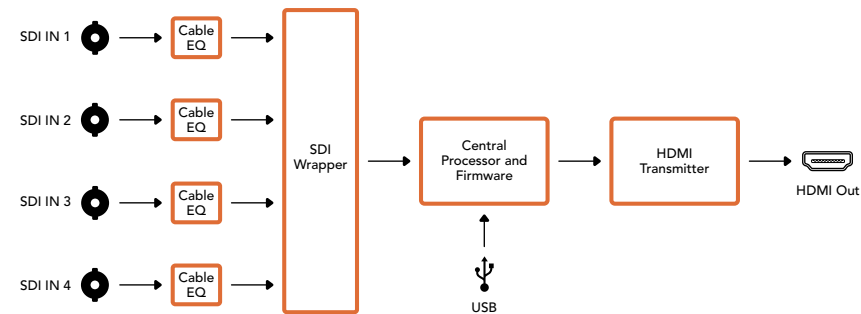 SDI IN 1
Cable
EQ
SDI IN 2
Cable
EQ
SDI IN 3
Cable
EQ
SDI IN 4
Cable
EQ
SDI
Wrapper
Central
Processor and
Firmware
USB
HDMI
Transmitter
HDMI Out